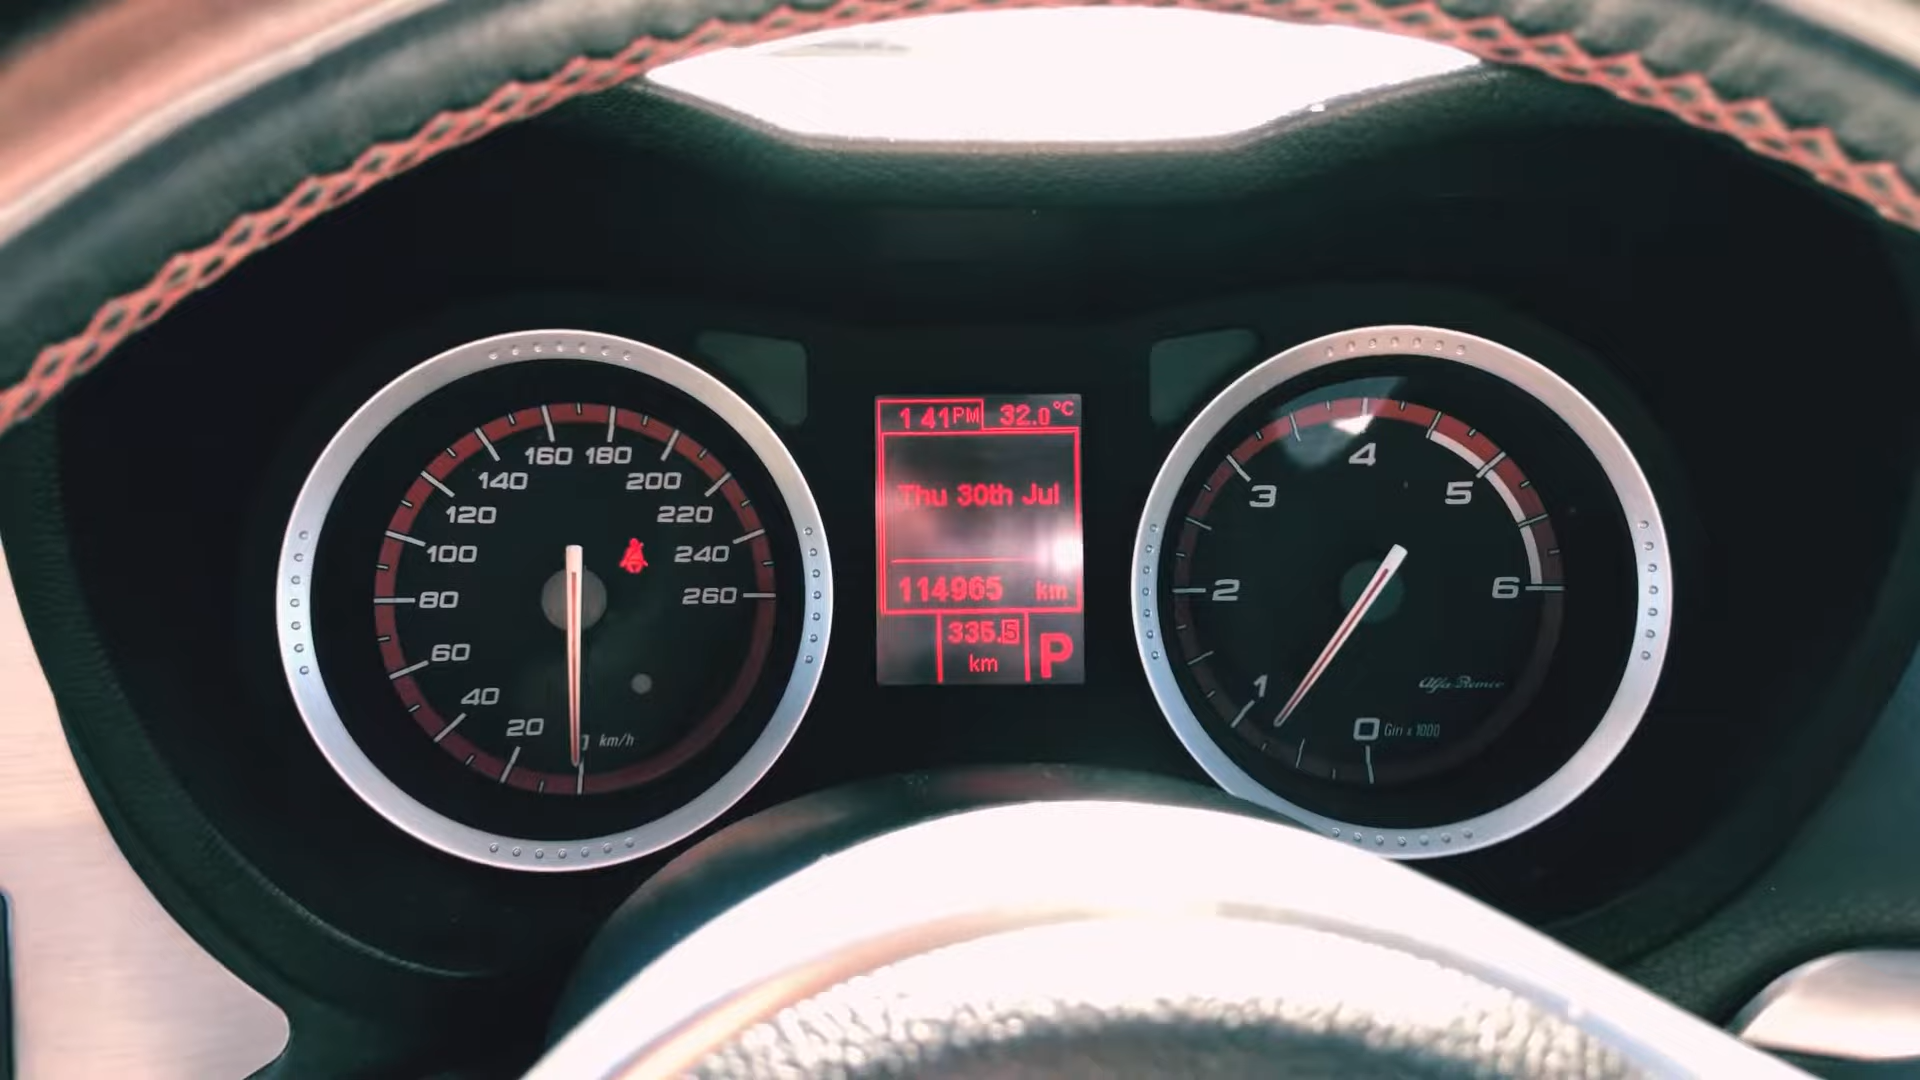 160 180
140 200
120 220
100 240
80 260
60
40
20
km/h
1 41PM 32.0°C
Thu 30th Jul
114965 km
335.5
km
P
4
3 5
2 6
1
Alfa Romeo
0 Giri x 1000